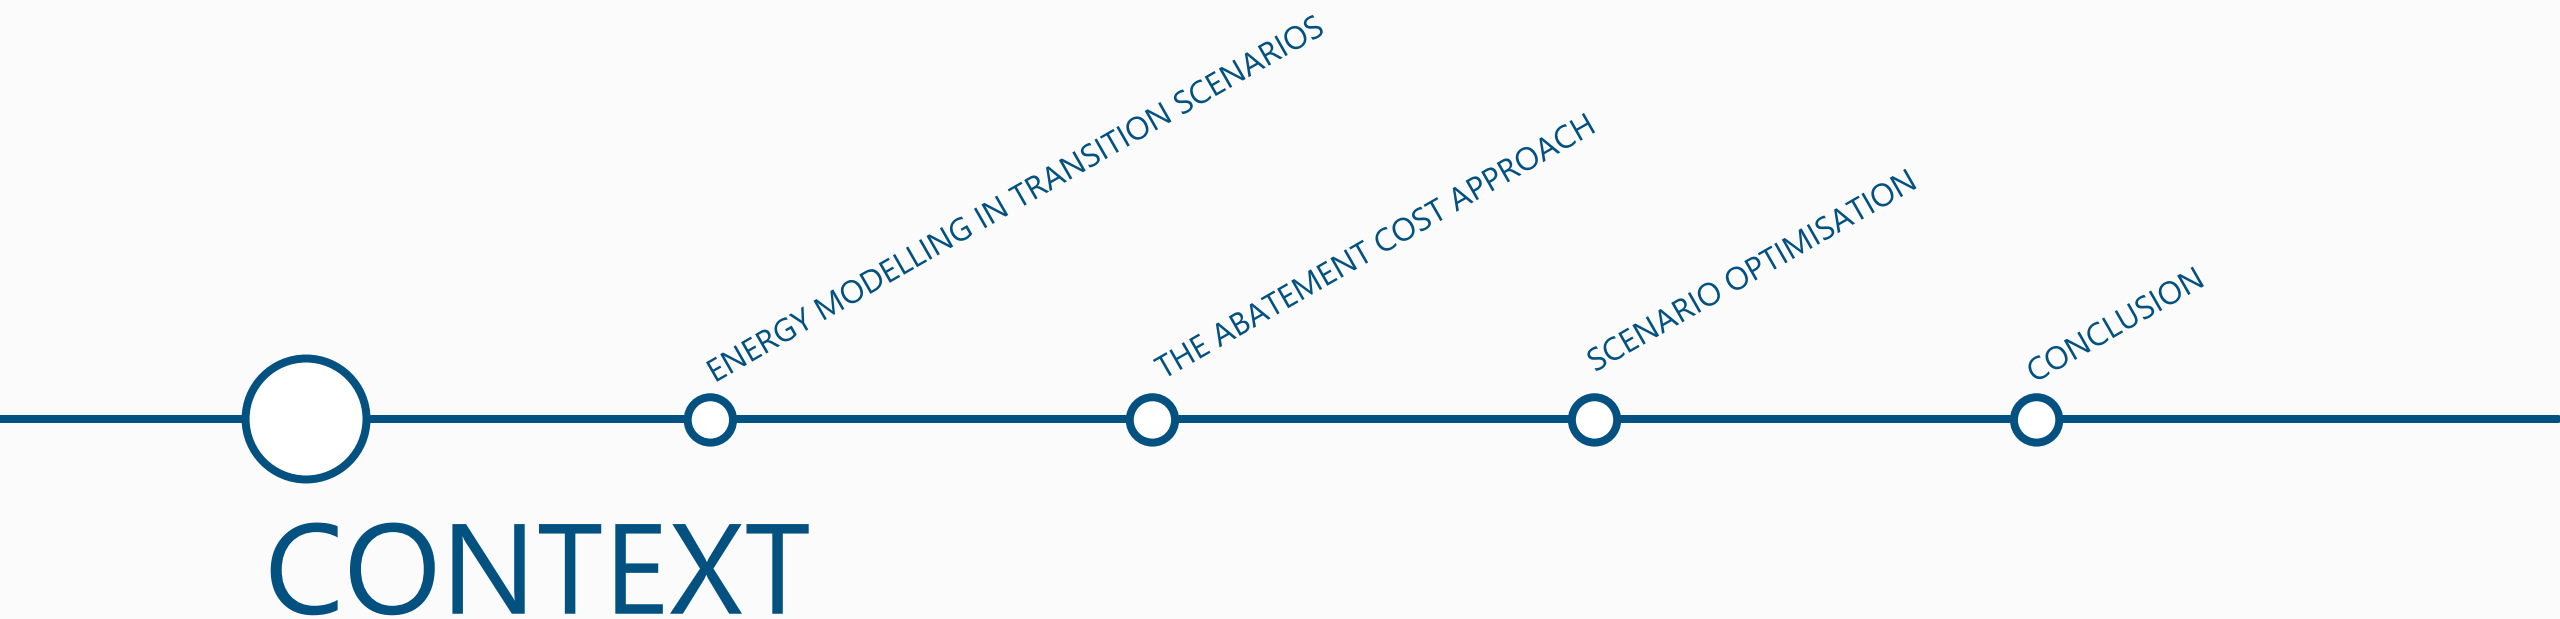 ENERGY MODELLING IN TRANSITION SCENARIOS
THE ABATEMENT COST APPROACH
SCENARIO OPTIMISATION
CONCLUSION
CONTEXT